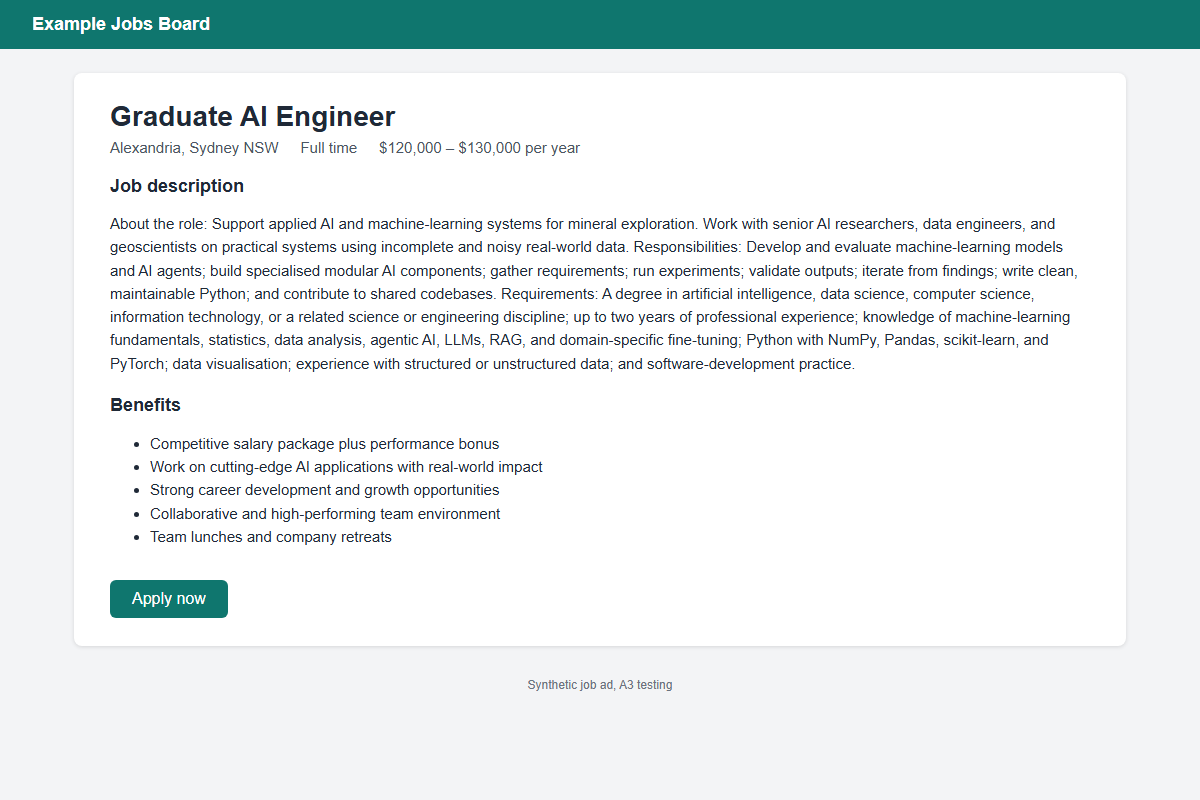 Example Jobs Board
Graduate AI Engineer
Alexandria, Sydney NSW Full time $120,000 – $130,000 per year
Job description
About the role: Support applied AI and machine-learning systems for mineral exploration. Work with senior AI researchers, data engineers, and
geoscientists on practical systems using incomplete and noisy real-world data. Responsibilities: Develop and evaluate machine-learning models
and AI agents; build specialised modular AI components; gather requirements; run experiments; validate outputs; iterate from findings; write clean,
maintainable Python; and contribute to shared codebases. Requirements: A degree in artificial intelligence, data science, computer science,
information technology, or a related science or engineering discipline; up to two years of professional experience; knowledge of machine-learning
fundamentals, statistics, data analysis, agentic AI, LLMs, RAG, and domain-specific fine-tuning; Python with NumPy, Pandas, scikit-learn, and
PyTorch; data visualisation; experience with structured or unstructured data; and software-development practice.
Benefits
• Competitive salary package plus performance bonus
• Work on cutting-edge AI applications with real-world impact
• Strong career development and growth opportunities
• Collaborative and high-performing team environment
• Team lunches and company retreats
Apply now
Synthetic job ad, A3 testing